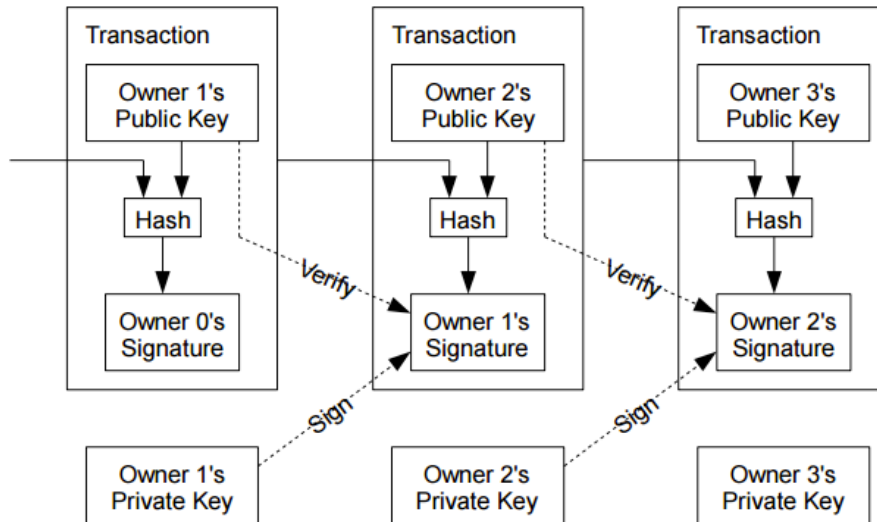 Transaction
Owner 1's
Public Key
Hash
Verify
Owner 0's
Signature
Sign
Owner 1's
Private Key
Transaction
Owner 2's
Public Key
Hash
Verify
Owner 1's
Signature
Sign
Owner 2's
Private Key
Transaction
Owner 3's
Public Key
Hash
Owner 2's
Signature
Owner 3's
Private Key